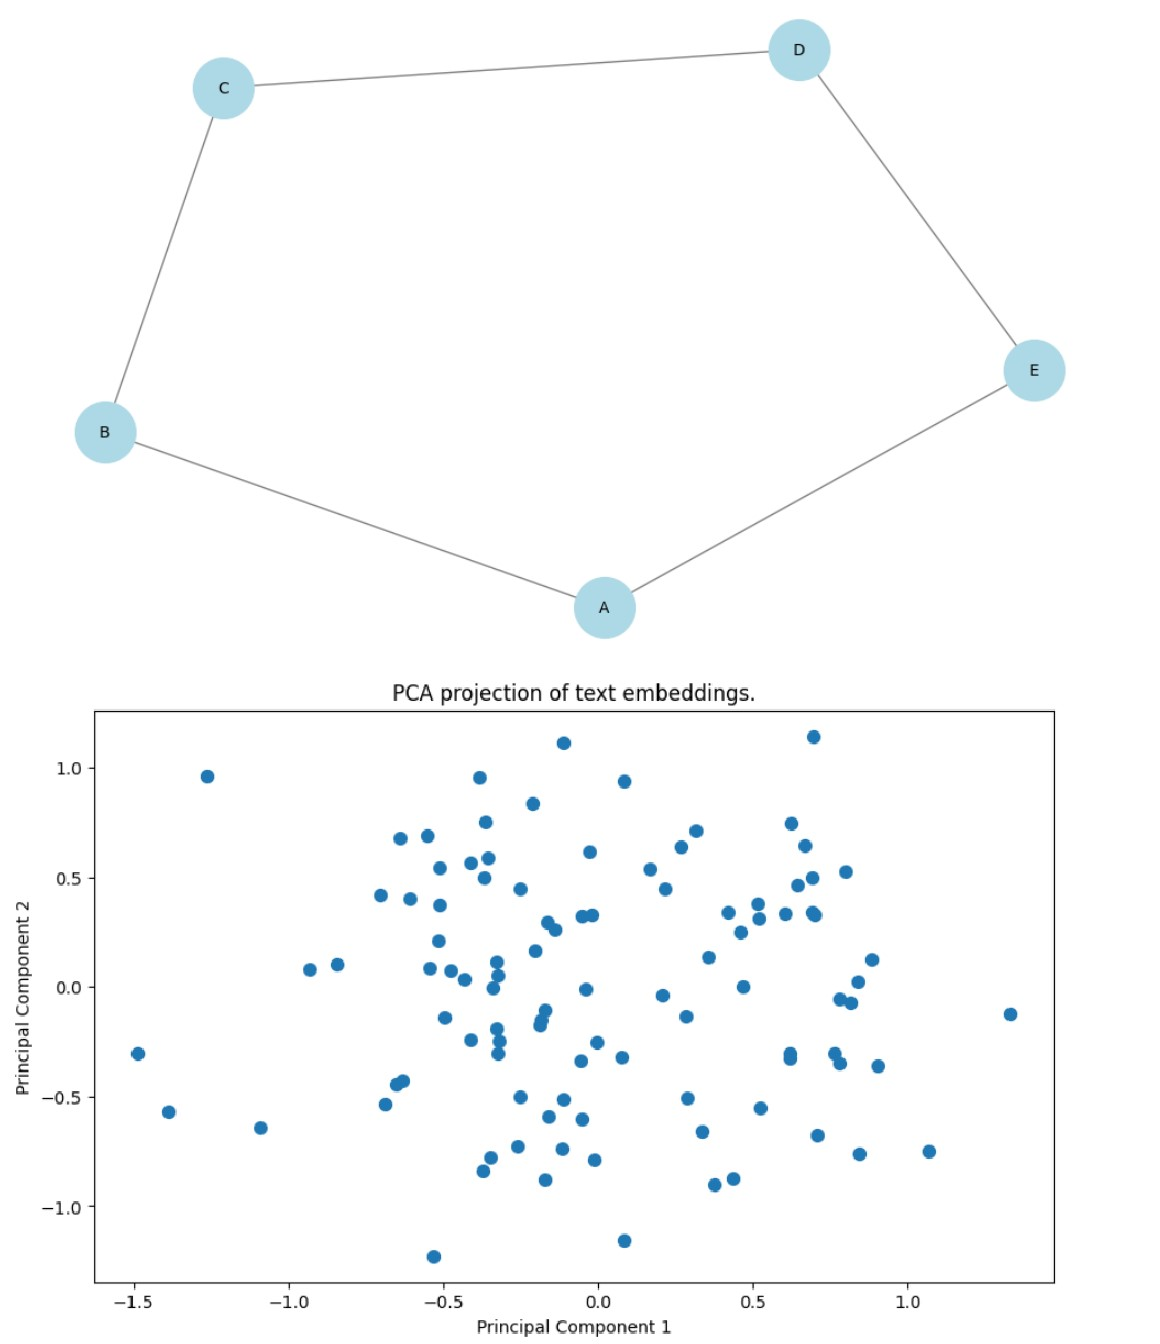 D
C
E
B
A
PCA projection of text embeddings.
1.0
0.5
0.0
−0.5
−1.0
Principal Component 2
−1.5
−1.0
−0.5
0.0
0.5
1.0
Principal Component 1